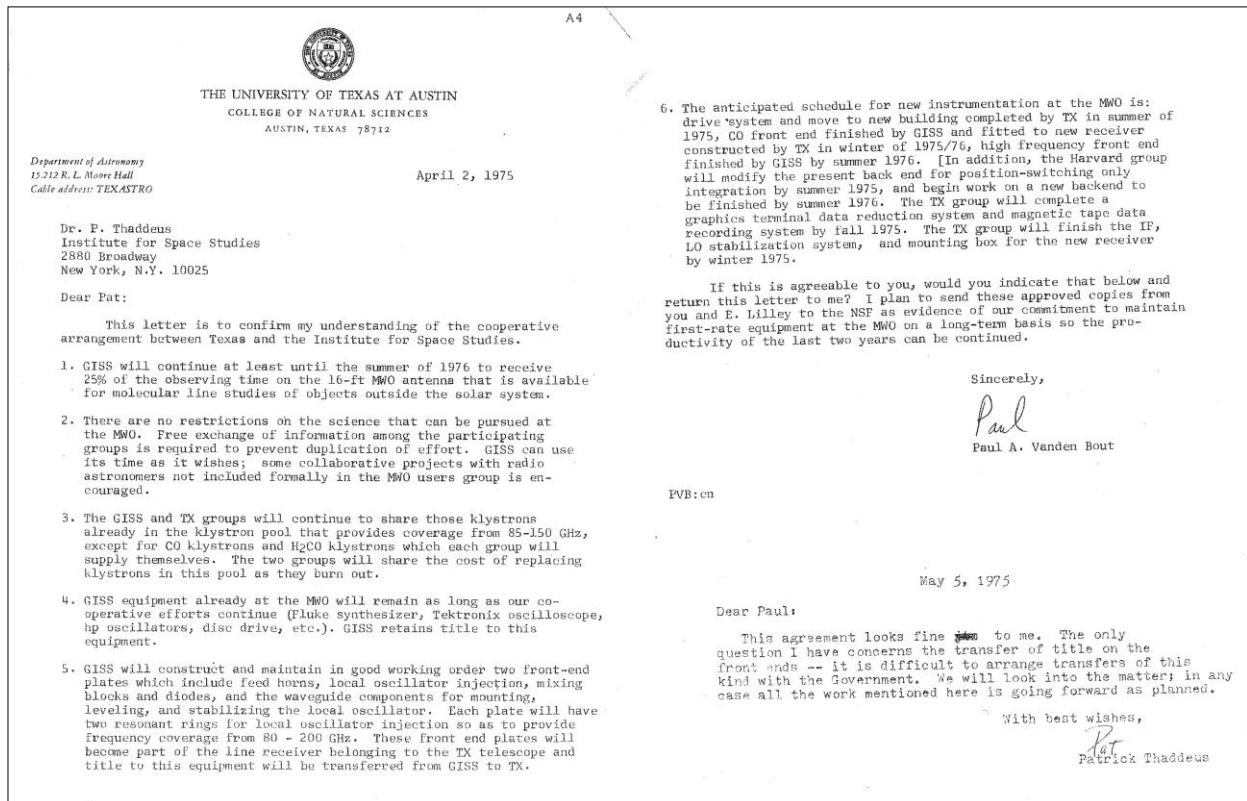 A4
THE UNIVERSITY OF TEXAS AT AUSTIN
COLLEGE OF NATURAL SCIENCES
AUSTIN, TEXAS 78712
Department of Astronomy
15.212 R. L. Moore Hall
Cable address: TEXASTRO
April 2, 1975
Dr. P. Thaddeus
Institute for Space Studies
2880 Broadway
New York, N.Y. 10025
Dear Pat:
This letter is to confirm my understanding of the cooperative
arrangement between Texas and the Institute for Space Studies.
1. GISS will continue at least until the summer of 1976 to receive
25% of the observing time on the 16-ft MWO antenna that is available
for molecular line studies of objects outside the solar system.
2. There are no restrictions on the science that can be pursued at
the MWO. Free exchange of information among the participating
groups is required to prevent duplication of effort. GISS can use
its time as it wishes; some collaborative projects with radio
astronomers not included formally in the MWO users group is en-
couraged.
3. The GISS and TX groups will continue to share those klystrons
already in the klystron pool that provides coverage from 85-150 GHz,
except for CO klystrons and H2CO klystrons which each group will
supply themselves. The two groups will share the cost of replacing
klystrons in this pool as they burn out.
4. GISS equipment already at the MWO will remain as long as our co-
operative efforts continue (Fluke synthesizer, Tektronix oscilloscope,
hp oscillators, disc drive, etc.). GISS retains title to this
equipment.
5. GISS will construct and maintain in good working order two front-end
plates which include feed horns, local oscillator injection, mixing
blocks and diodes, and the waveguide components for mounting,
leveling, and stabilizing the local oscillator. Each plate will have
two resonant rings for local oscillator injection so as to provide
frequency coverage from 80 - 200 GHz. These front end plates will
become part of the line receiver belonging to the TX telescope and
title to this equipment will be transferred from GISS to TX.
6. The anticipated schedule for new instrumentation at the MWO is:
drive system and move to new building completed by TX in summer of
1975, CO front end finished by GISS and fitted to new receiver
constructed by TX in winter of 1975/76, high frequency front end
finished by GISS by summer 1976. [In addition, the Harvard group
will modify the present back end for position-switching only
integration by summer 1975, and begin work on a new backend to
be finished by summer 1976. The TX group will complete a
graphics terminal data reduction system and magnetic tape data
recording system by fall 1975. The TX group will finish the IF,
LO stabilization system, and mounting box for the new receiver
by winter 1975.
If this is agreeable to you, would you indicate that below and
return this letter to me? I plan to send these approved copies from
you and E. Lilley to the NSF as evidence of our commitment to maintain
first-rate equipment at the MWO on a long-term basis so the pro-
ductivity of the last two years can be continued.
Sincerely,
Paul
Paul A. Vanden Bout
PVB:cn
May 5, 1975
Dear Paul:
This agreement looks fine to me. The only
question I have concerns the transfer of title on the
front ends -- it is difficult to arrange transfers of this
kind with the Government. We will look into the matter; in any
case all the work mentioned here is going forward as planned.
With best wishes,
Pat
Patrick Thaddeus